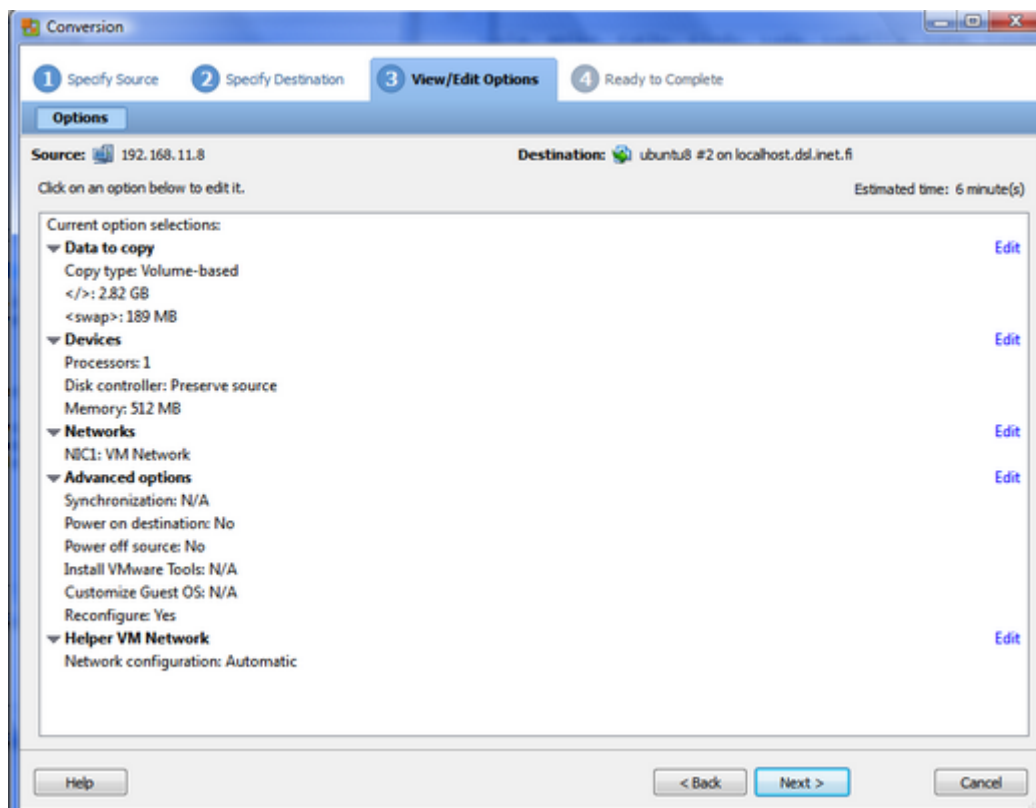 Conversion
1 Specify Source 2 Specify Destination 3 View/Edit Options 4 Ready to Complete
Options
Source: 192.168.11.8 Destination: ubuntu8 #2 on localhost.dsl.inet.fi
Click on an option below to edit it. Estimated time: 6 minute(s)
Current option selections:
Data to copy Edit
Copy type: Volume-based
</>: 2.82 GB
<swap>: 189 MB
Devices Edit
Processors: 1
Disk controller: Preserve source
Memory: 512 MB
Networks Edit
NIC1: VM Network
Advanced options Edit
Synchronization: N/A
Power on destination: No
Power off source: No
Install VMware Tools: N/A
Customize Guest OS: N/A
Reconfigure: Yes
Helper VM Network Edit
Network configuration: Automatic
Help < Back Next > Cancel